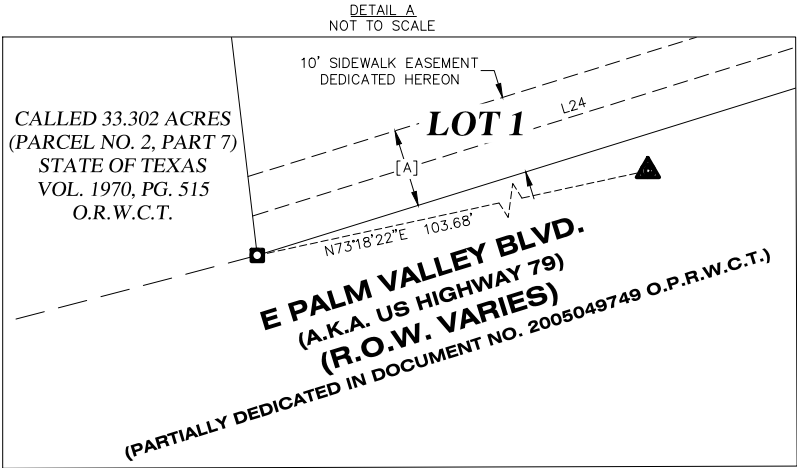 DETAIL A
NOT TO SCALE
10' SIDEWALK EASEMENT
DEDICATED HEREON
CALLED 33.302 ACRES
(PARCEL NO. 2, PART 7)
STATE OF TEXAS
VOL. 1970, PG. 515
O.R.W.C.T.
LOT 1
L24
[A]
N73°18'22"E 103.68'
E PALM VALLEY BLVD.
(A.K.A. US HIGHWAY 79)
(R.O.W. VARIES)
(PARTIALLY DEDICATED IN DOCUMENT NO. 2005049749 O.P.R.W.C.T.)